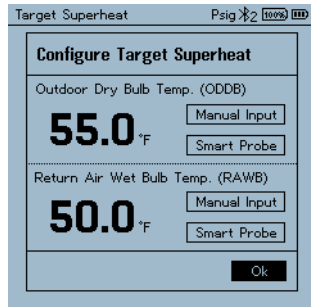 Target Superheat Psig 2 100%
Configure Target Superheat
Outdoor Dry Bulb Temp. (ODDB)
55.0 °F
Manual Input
Smart Probe
Return Air Wet Bulb Temp. (RAWB)
50.0 °F
Manual Input
Smart Probe
Ok